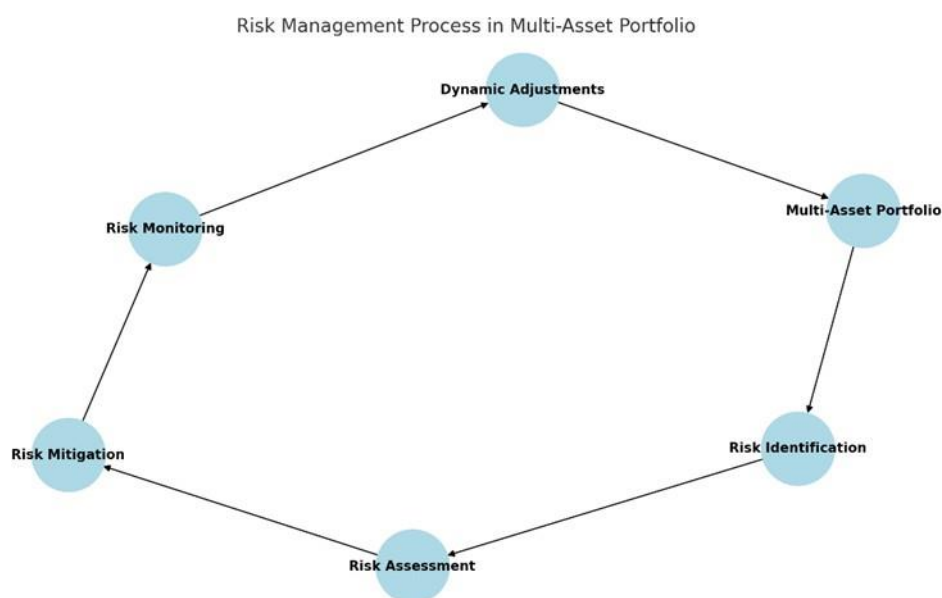 Risk Management Process in Multi-Asset Portfolio
Dynamic Adjustments
Multi-Asset Portfolio
Risk Monitoring
Risk Identification
Risk Mitigation
Risk Assessment